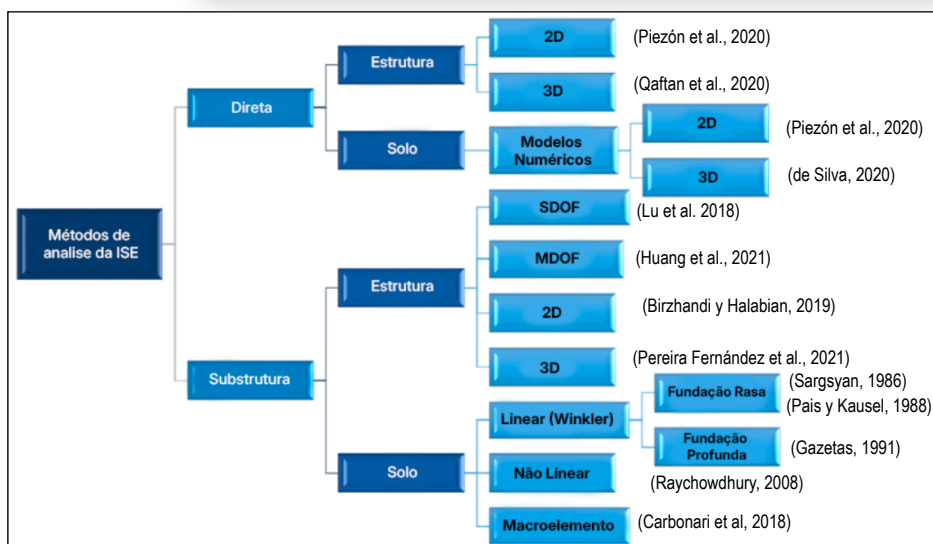 2D (Piezón et al., 2020)
Estrutura
3D (Qaftan et al., 2020)
Direta
2D (Piezón et al., 2020)
Solo
Modelos
Numéricos
3D (de Silva, 2020)
SDOF (Lu et al. 2018)
Métodos de
analise da ISE
MDOF (Huang et al., 2021)
Estrutura
2D (Birzhandi y Halabian, 2019)
3D (Pereira Fernández et al., 2021)
Substrutura
Fundação Rasa (Sargsyan, 1986)
(Pais y Kausel, 1988)
Linear (Winkler)
Fundação
Profunda (Gazetas, 1991)
Solo
Não Linear (Raychowdhury, 2008)
Macroelemento (Carbonari et al, 2018)